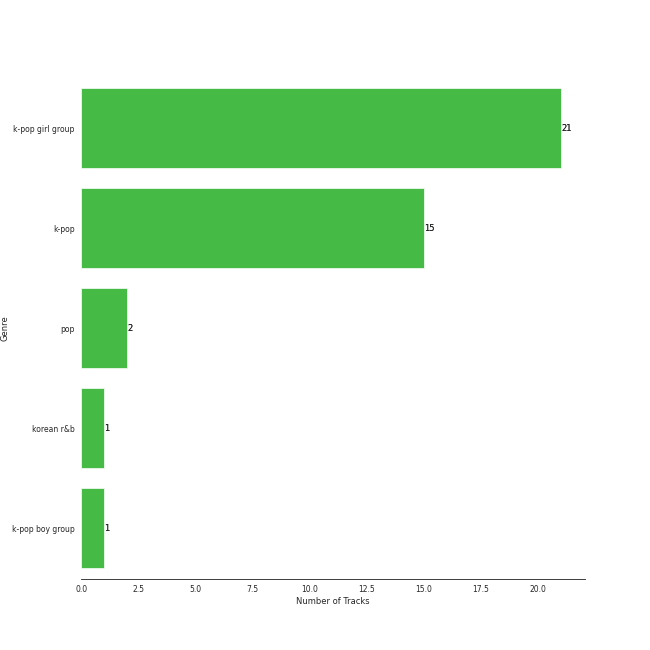 k-pop girl group
21
k-pop
15
pop
2
korean r&b
1
k-pop boy group
1
Genre
0.0 2.5 5.0 7.5 10.0 12.5 15.0 17.5 20.0
Number of Tracks